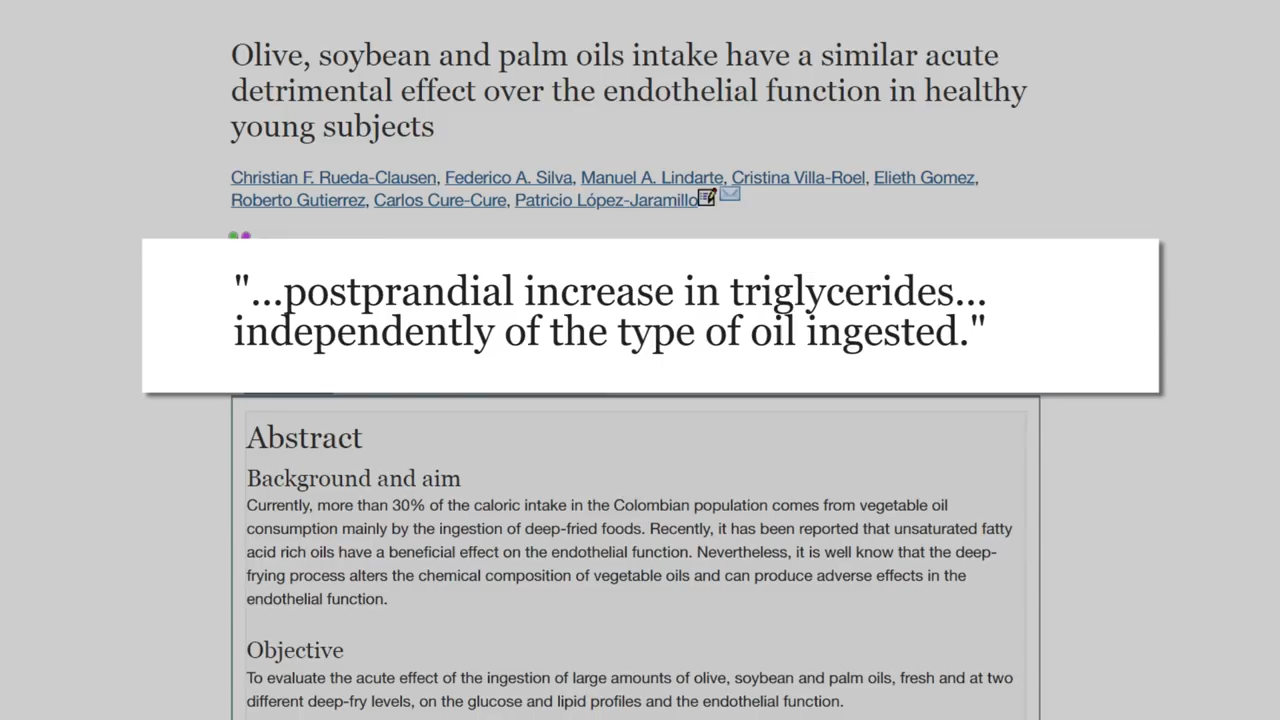 Olive, soybean and palm oils intake have a similar acute
detrimental effect over the endothelial function in healthy
young subjects
Christian F. Rueda-Clausen, Federico A. Silva, Manuel A. Lindarte, Cristina Villa-Roel, Elieth Gomez,
Roberto Gutierrez, Carlos Cure-Cure, Patricio López-Jaramillo
"...postprandial increase in triglycerides...
independently of the type of oil ingested."
Abstract
Background and aim
Currently, more than 30% of the caloric intake in the Colombian population comes from vegetable oil
consumption mainly by the ingestion of deep-fried foods. Recently, it has been reported that unsaturated fatty
acid rich oils have a beneficial effect on the endothelial function. Nevertheless, it is well know that the deep-
frying process alters the chemical composition of vegetable oils and can produce adverse effects in the
endothelial function.
Objective
To evaluate the acute effect of the ingestion of large amounts of olive, soybean and palm oils, fresh and at two
different deep-fry levels, on the glucose and lipid profiles and the endothelial function.